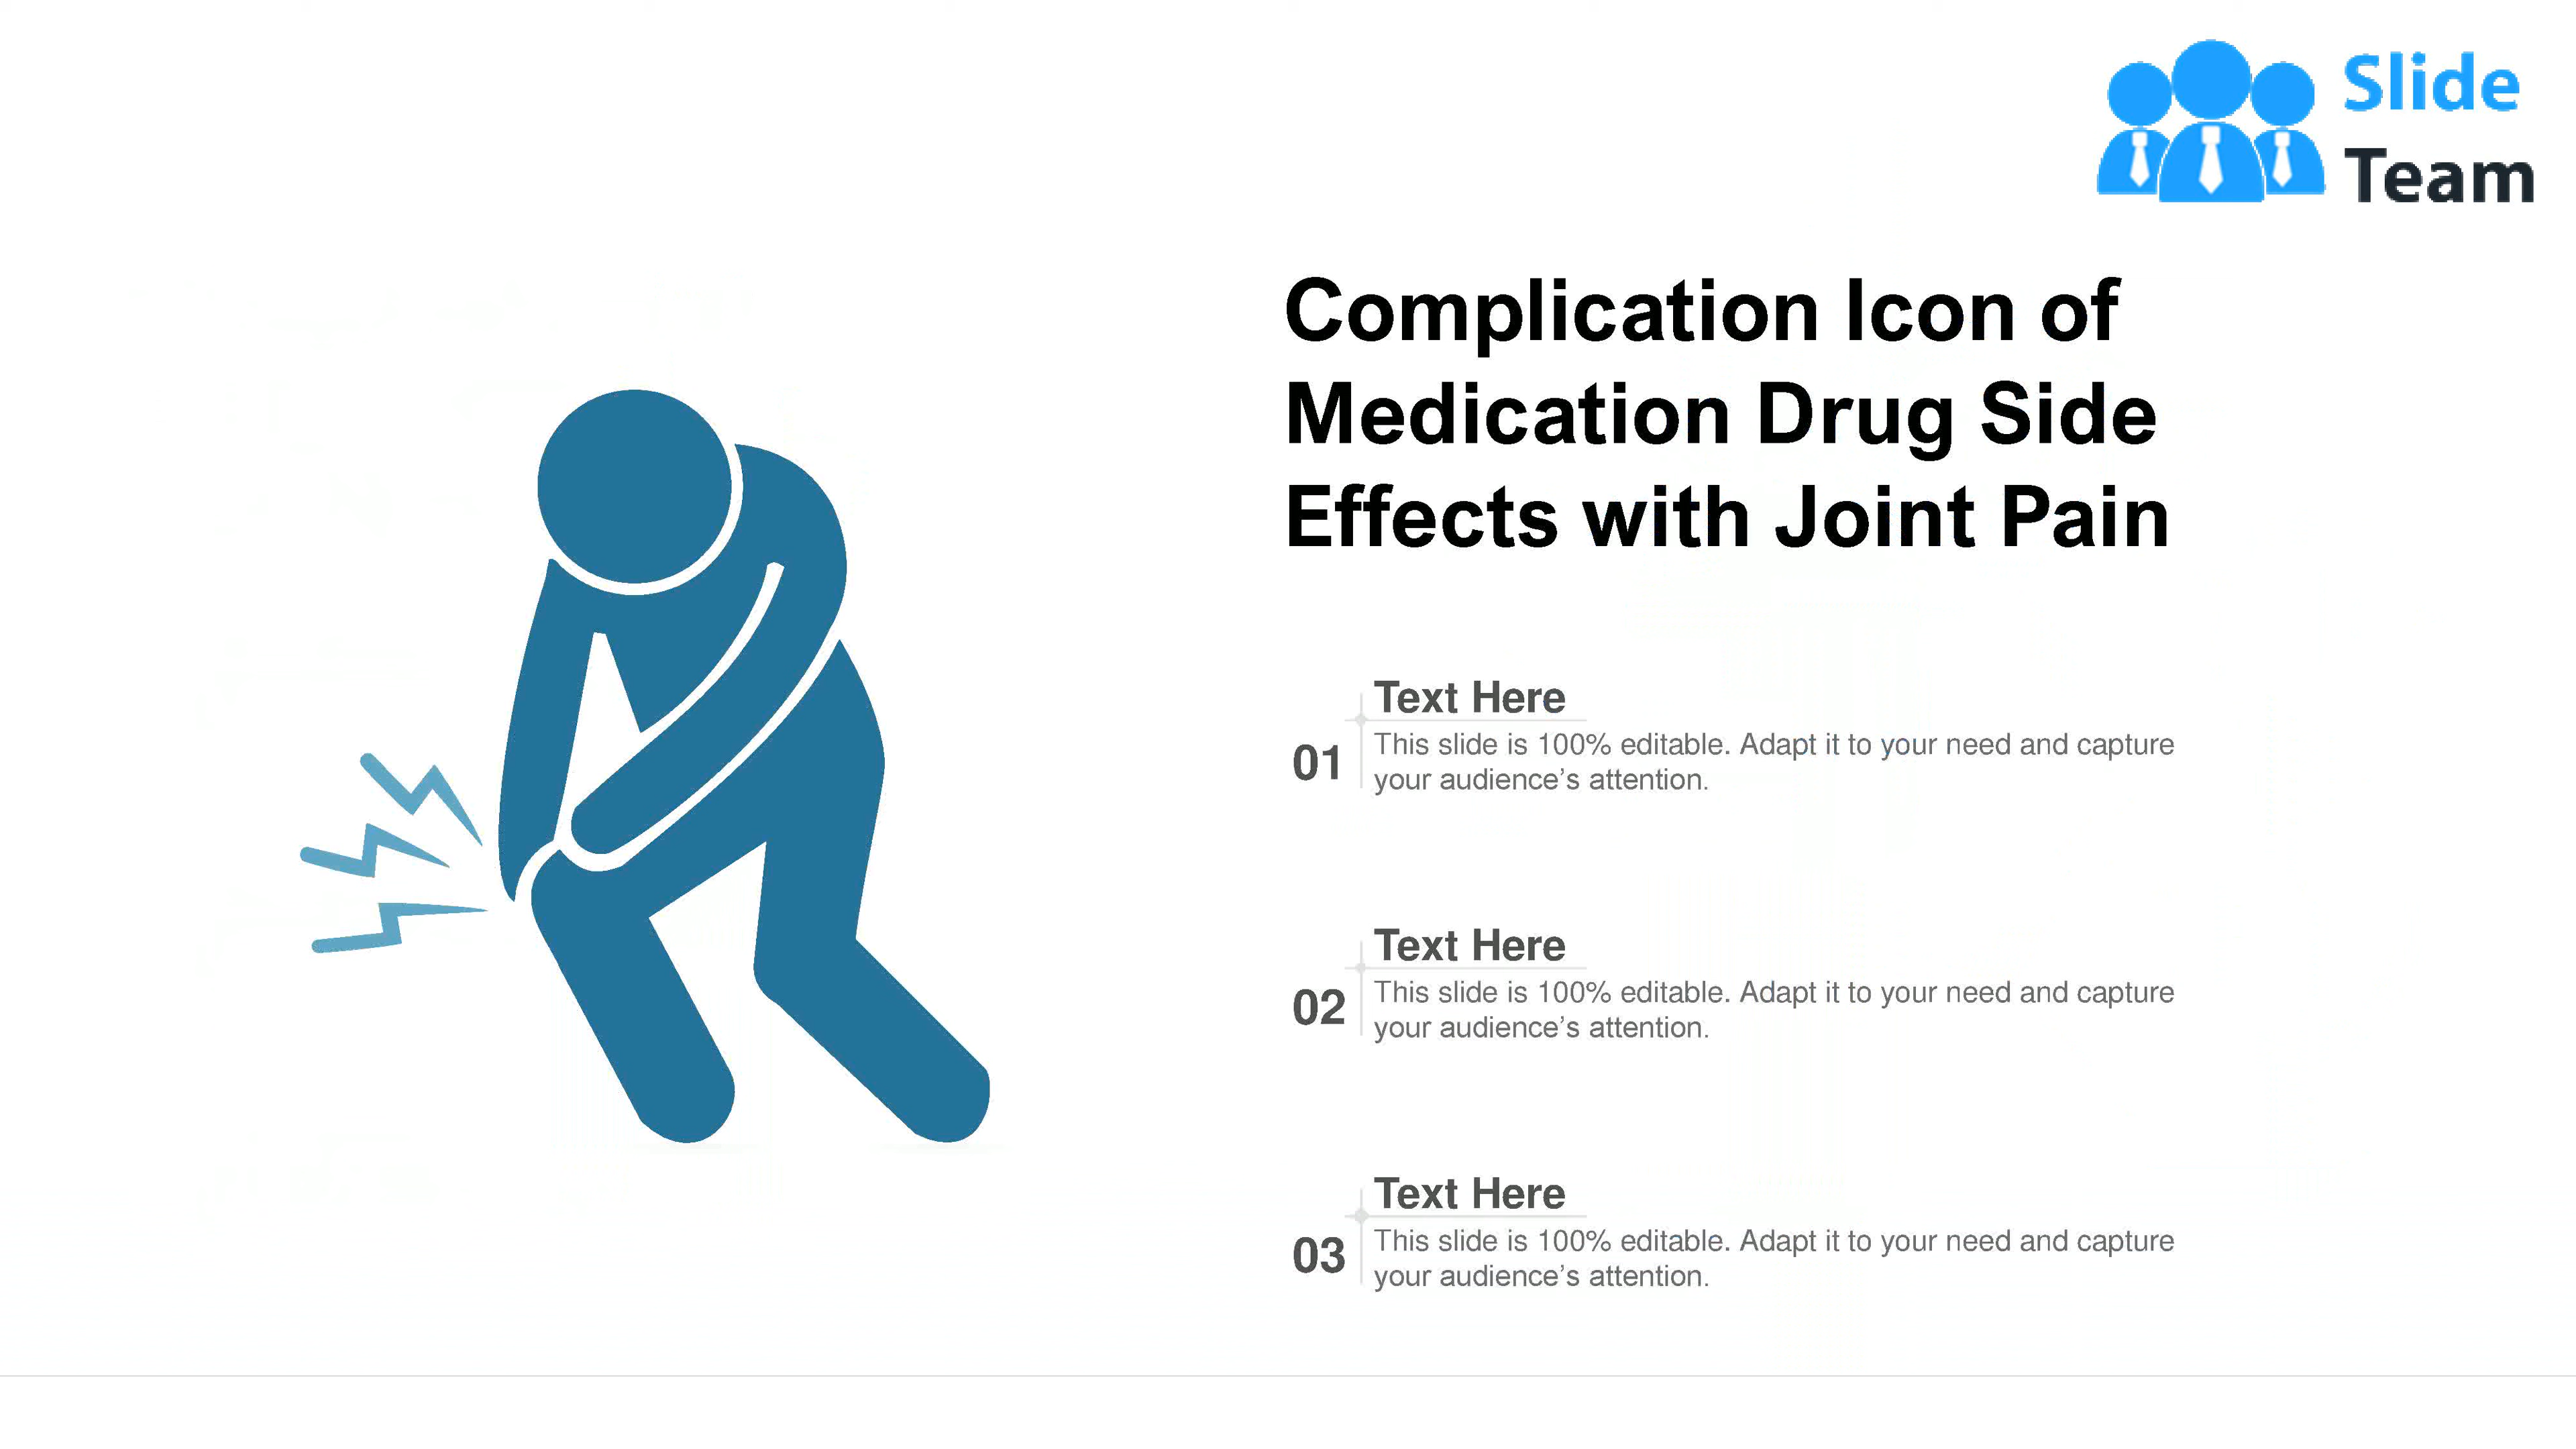 Slide
Team
Complication Icon of
Medication Drug Side
Effects with Joint Pain
Text Here
01
This slide is 100% editable. Adapt it to your need and capture
your audience’s attention.
Text Here
02
This slide is 100% editable. Adapt it to your need and capture
your audience’s attention.
Text Here
03
This slide is 100% editable. Adapt it to your need and capture
your audience’s attention.